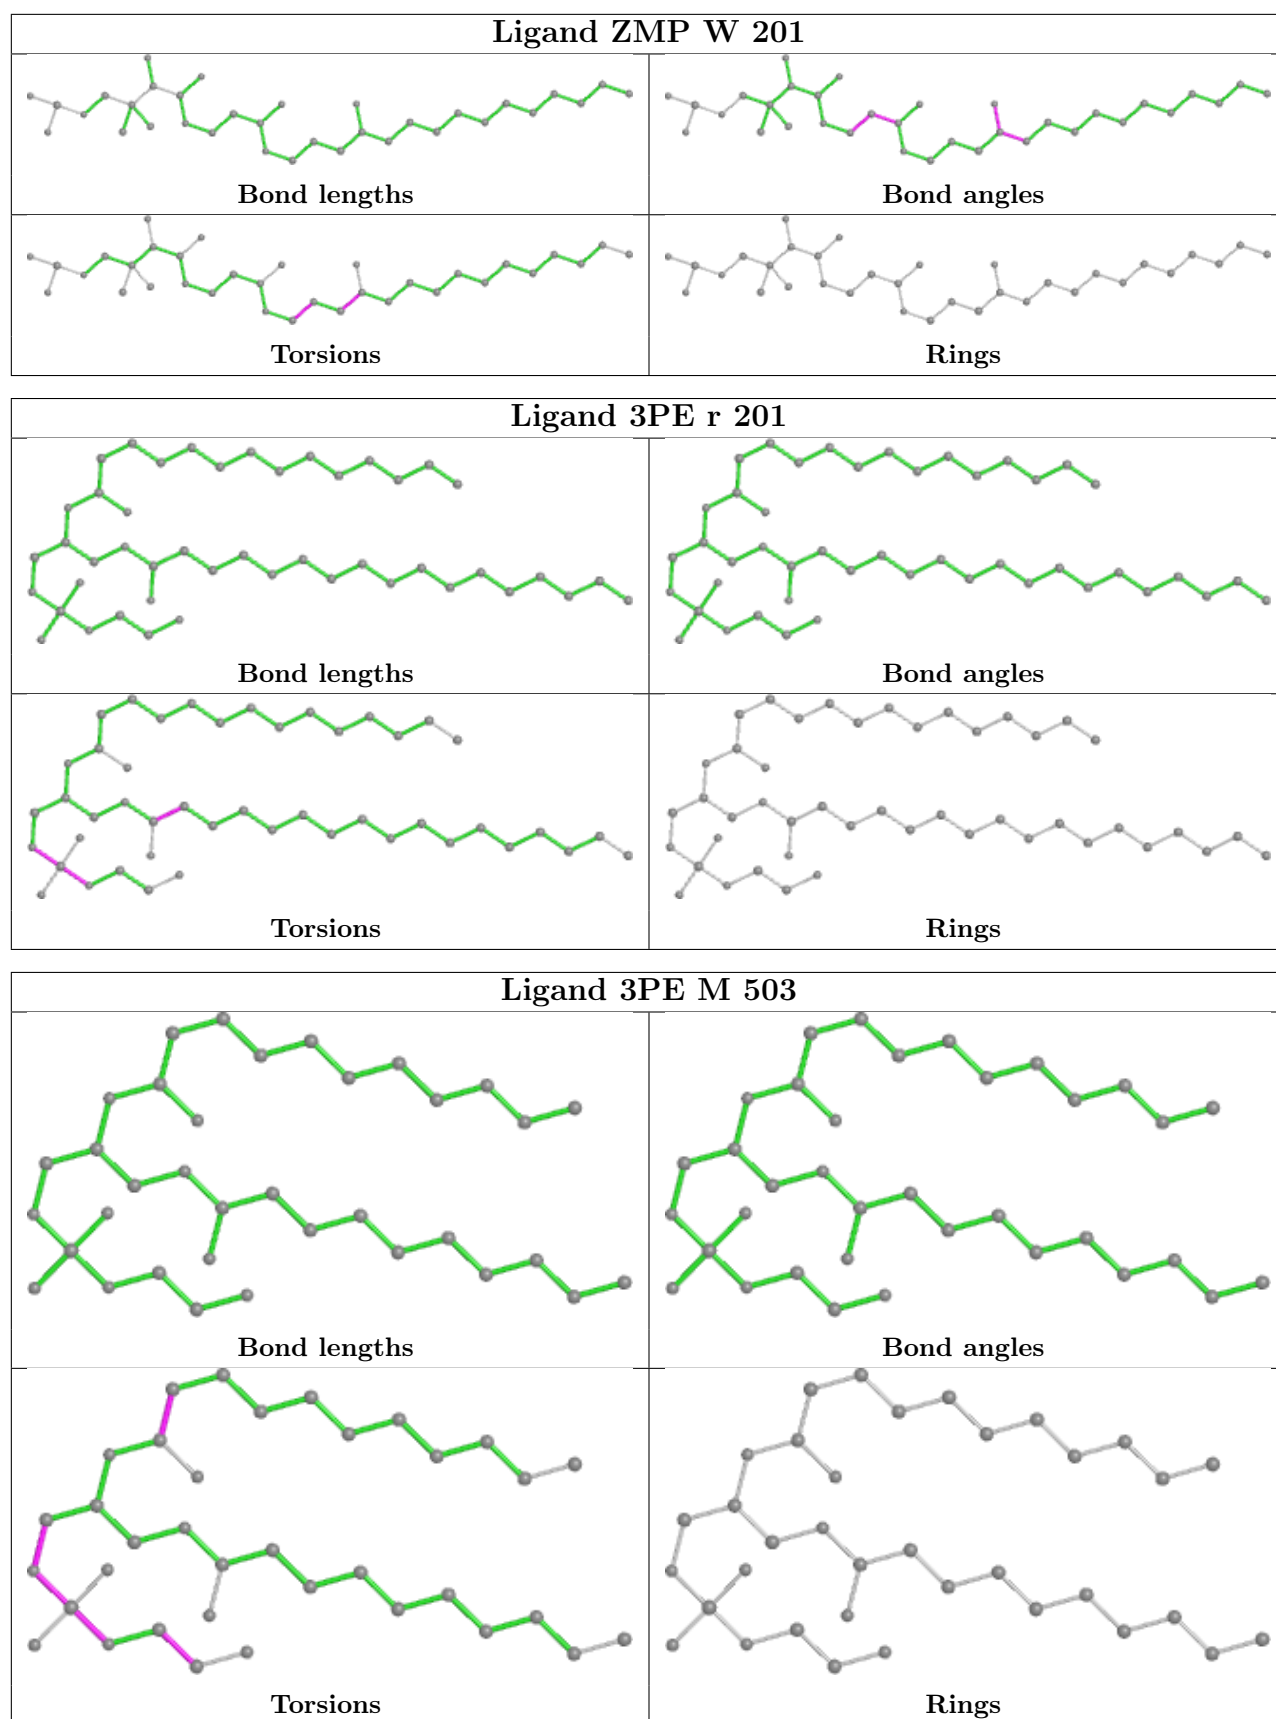 Ligand ZMP W 201
Bond lengths
Bond angles
Torsions
Rings
Ligand 3PE r 201
Bond lengths
Bond angles
Torsions
Rings
Ligand 3PE M 503
Bond lengths
Bond angles
Torsions
Rings